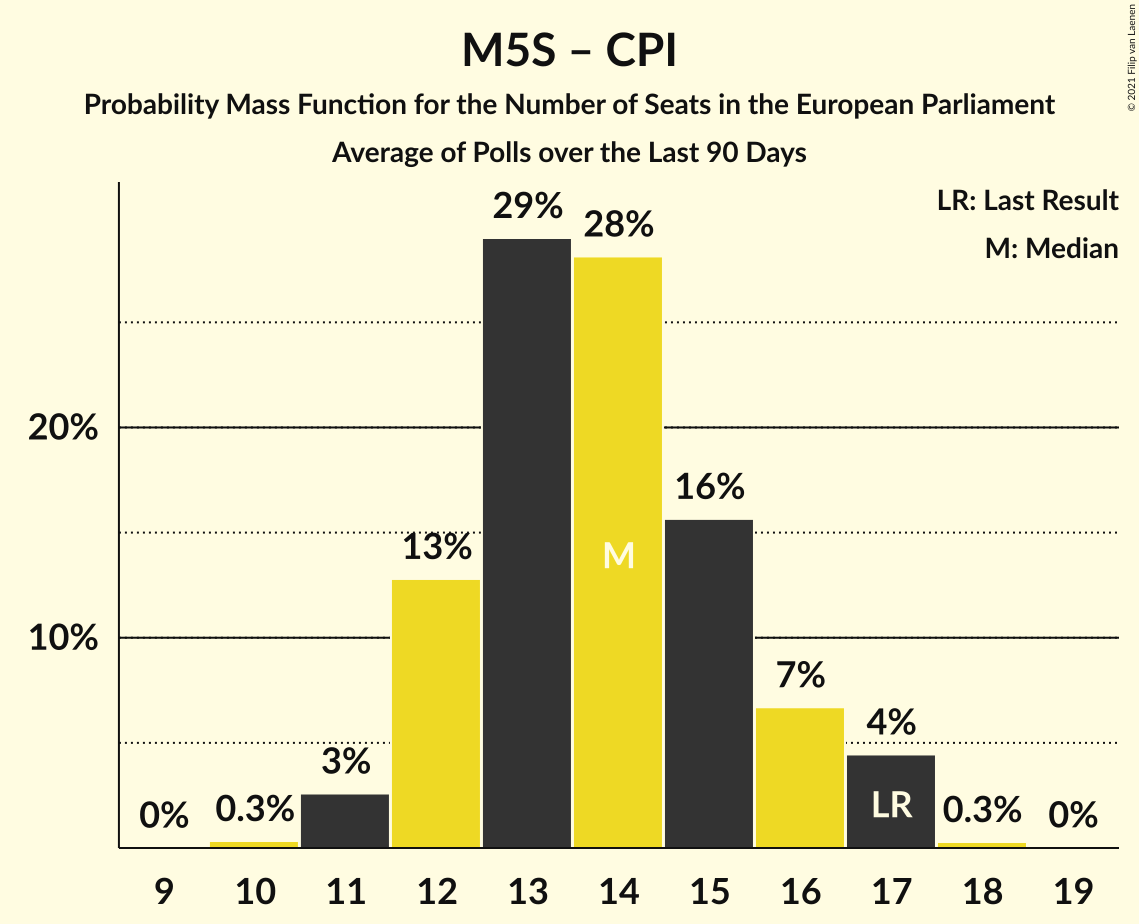 M5S – CPI
Probability Mass Function for the Number of Seats in the European Parliament
Average of Polls over the Last 90 Days
© 2021 Filip van Laenen
LR: Last Result
M: Median
20%
10%
0%
0.3%
3%
13%
29%
28%
16%
7%
4%
0.3%
0%
M
LR
9 10 11 12 13 14 15 16 17 18 19